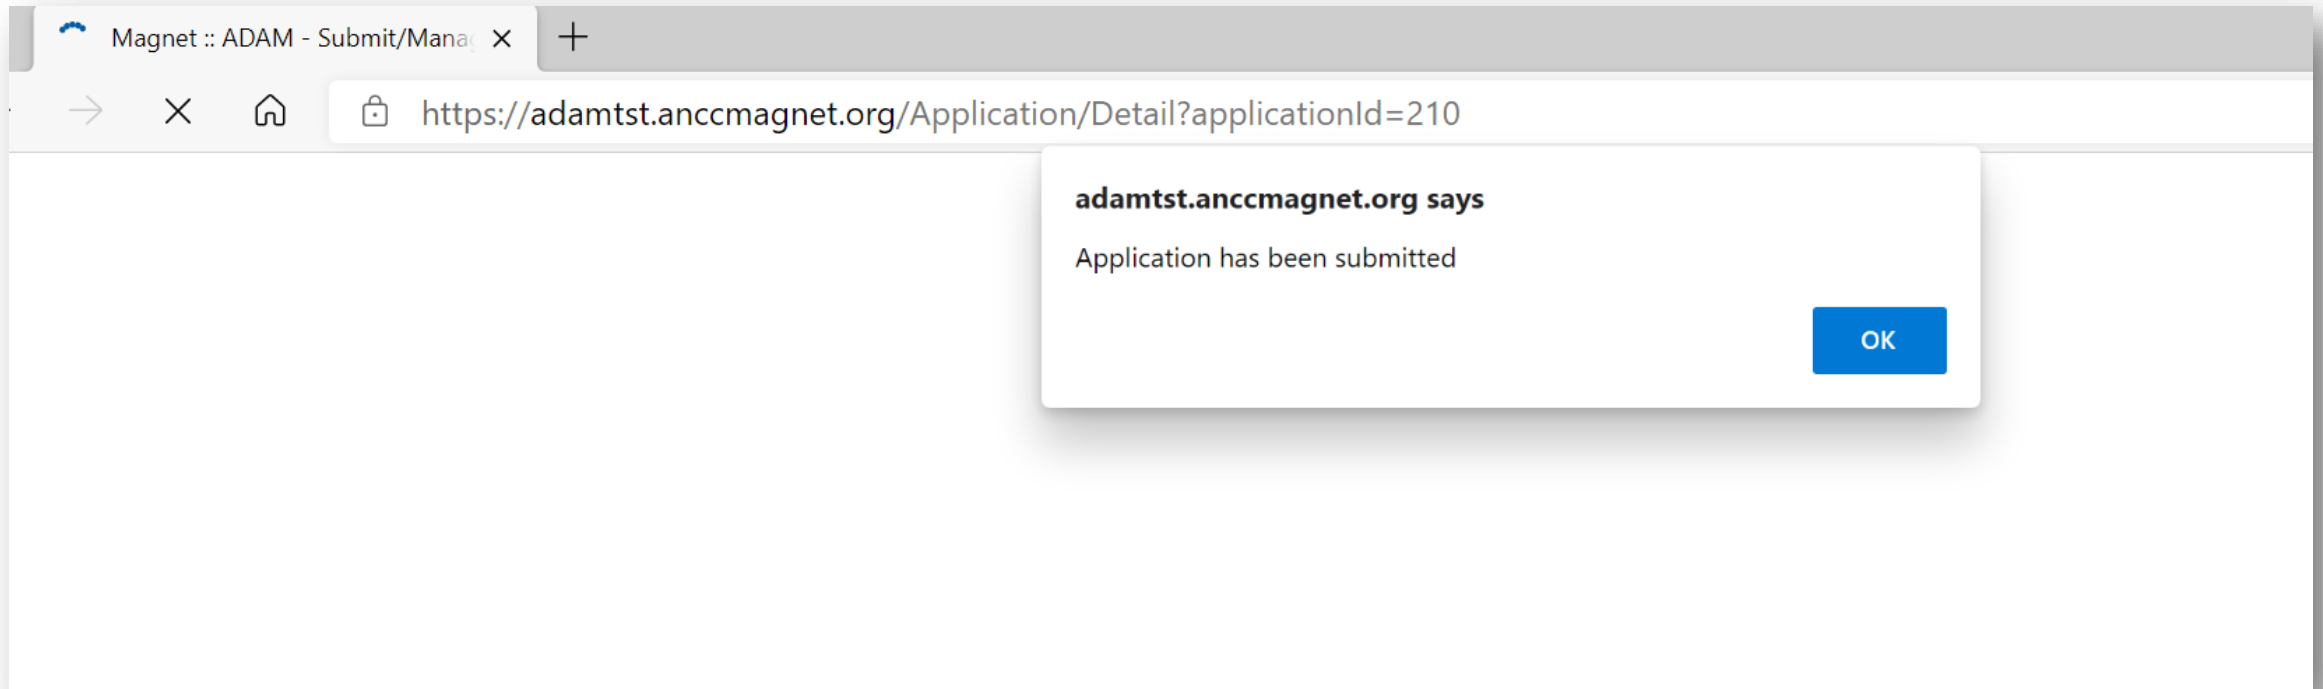 Magnet :: ADAM - Submit/Mana
https://adamtst.anccmagnet.org/Application/Detail?applicationId=210
adamtst.anccmagnet.org says
Application has been submitted
OK